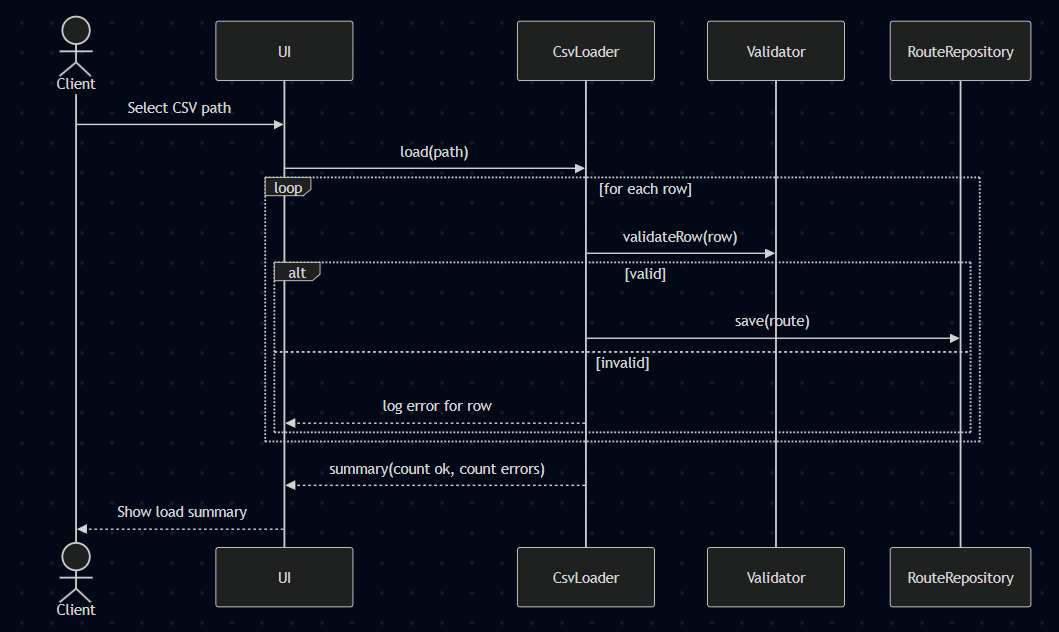 Client
UI
CsvLoader
Validator
RouteRepository
Select CSV path
load(path)
loop
[for each row]
validateRow(row)
alt
[valid]
save(route)
[invalid]
log error for row
summary(count ok, count errors)
Show load summary
Client
UI
CsvLoader
Validator
RouteRepository